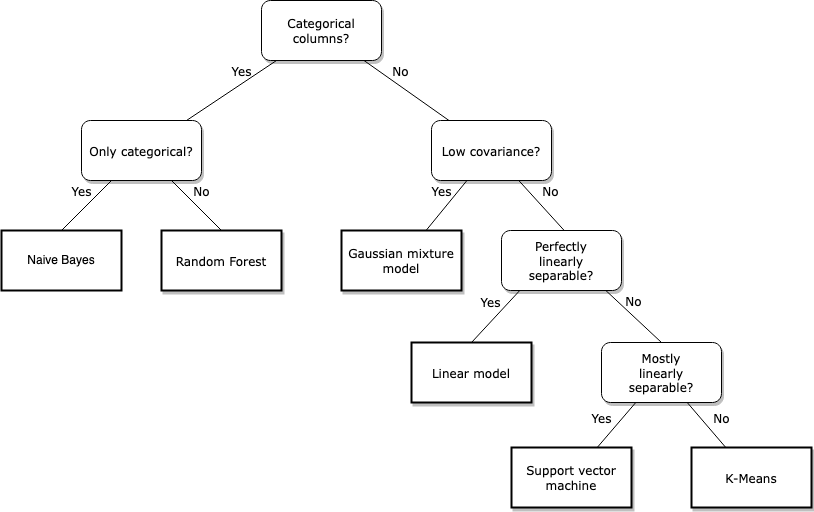 Categorical
columns?
Yes
No
Only categorical?
Low covariance?
Yes
No
Yes
No
Naive Bayes
Random Forest
Gaussian mixture
model
Perfectly
linearly
separable?
Yes
No
Linear model
Mostly
linearly
separable?
Yes
No
Support vector
machine
K-Means